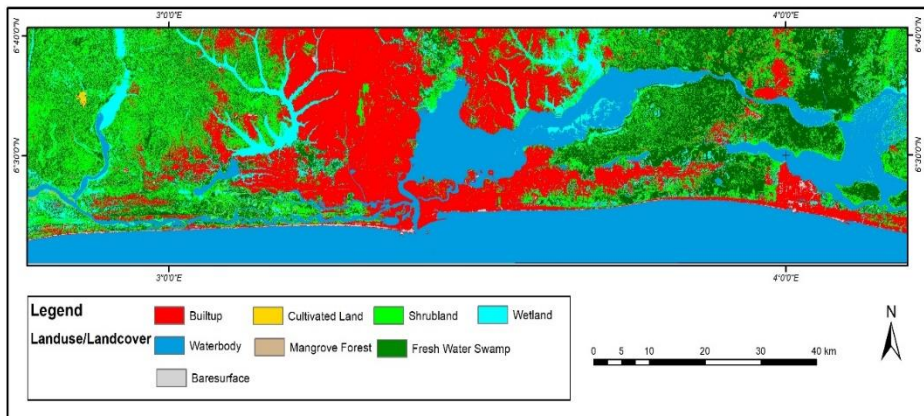 3°0'0"E 4°0'0"E
6°40'0"N 6°40'0"N
6°30'0"N 6°30'0"N
3°0'0"E 4°0'0"E
Legend
Landuse/Landcover
Builtup Cultivated Land Shrubland Wetland
Waterbody Mangrove Forest Fresh Water Swamp
Baresurface
N
0 5 10 20 30 40 km